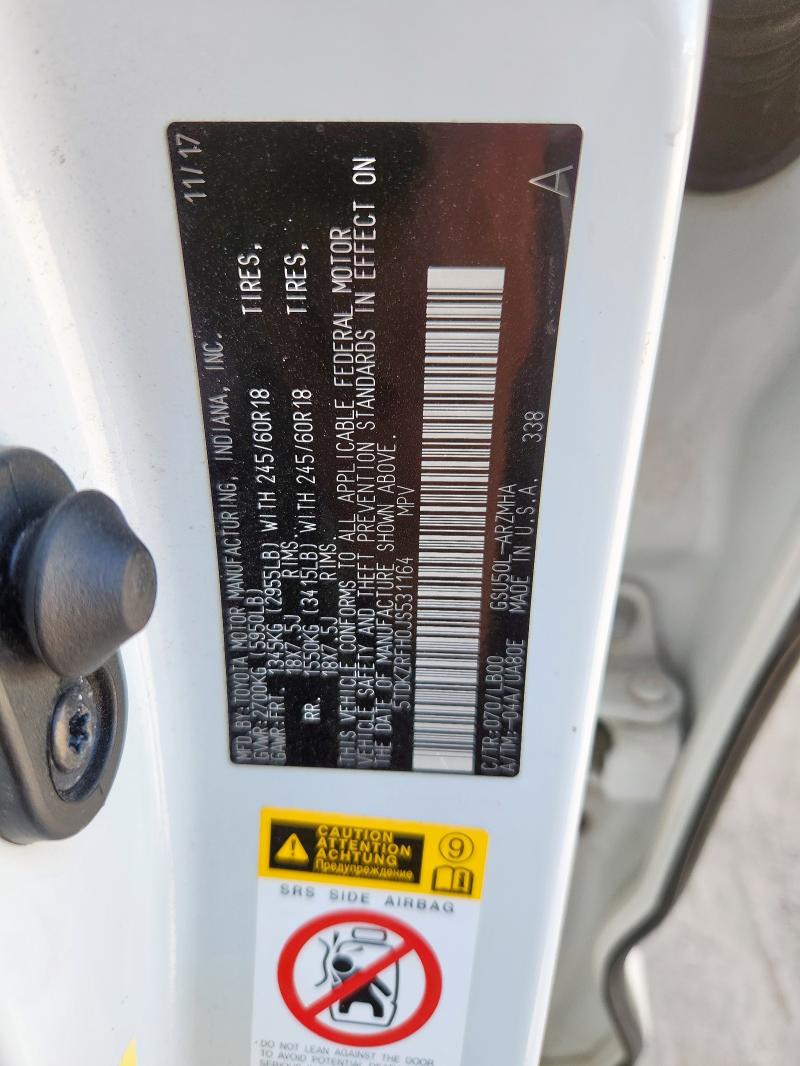 MFD.BY:TOYOTA MOTOR MANUFACTURING, INDIANA, INC. 11/17
GVWR:2700KG (5950LB)
GAWR:FRT. 1345KG (2955LB) WITH 245/60R18 TIRES,
18X7.5J RIMS.
RR. 1550KG (3415LB) WITH 245/60R18 TIRES,
18X7.5J RIMS.
THIS VEHICLE CONFORMS TO ALL APPLICABLE FEDERAL MOTOR
VEHICLE SAFETY AND THEFT PREVENTION STANDARDS IN EFFECT ON
THE DATE OF MANUFACTURE SHOWN ABOVE.
5TDKZRFH0JS531164 MPV
C/TR:070/LB00 GSU50L-ARZMHA 338 A
A/TM:-04A/UA80E MADE IN U.S.A.
CAUTION
ATTENTION
ACHTUNG
Предупреждение
9
SRS SIDE AIRBAG
- DO NOT LEAN AGAINST THE DOOR
TO AVOID POTENTIAL
SERIOUS